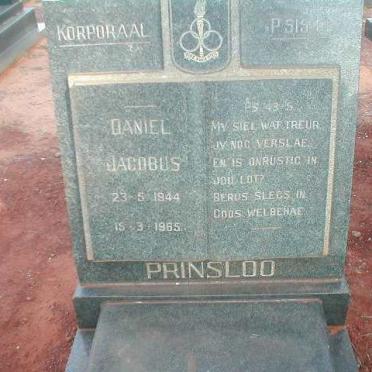 KORPORAAL
DANIEL
JACOBUS
23-5-1944
15-3-1965
PS 43-5
MY SIEL WAT TREUR
JY NOG VERSLAE,
EN IS ONRUSTIG IN
JOU LOT?
BERUS SLEGS IN
GODS WELBEHAE
PRINSLOO